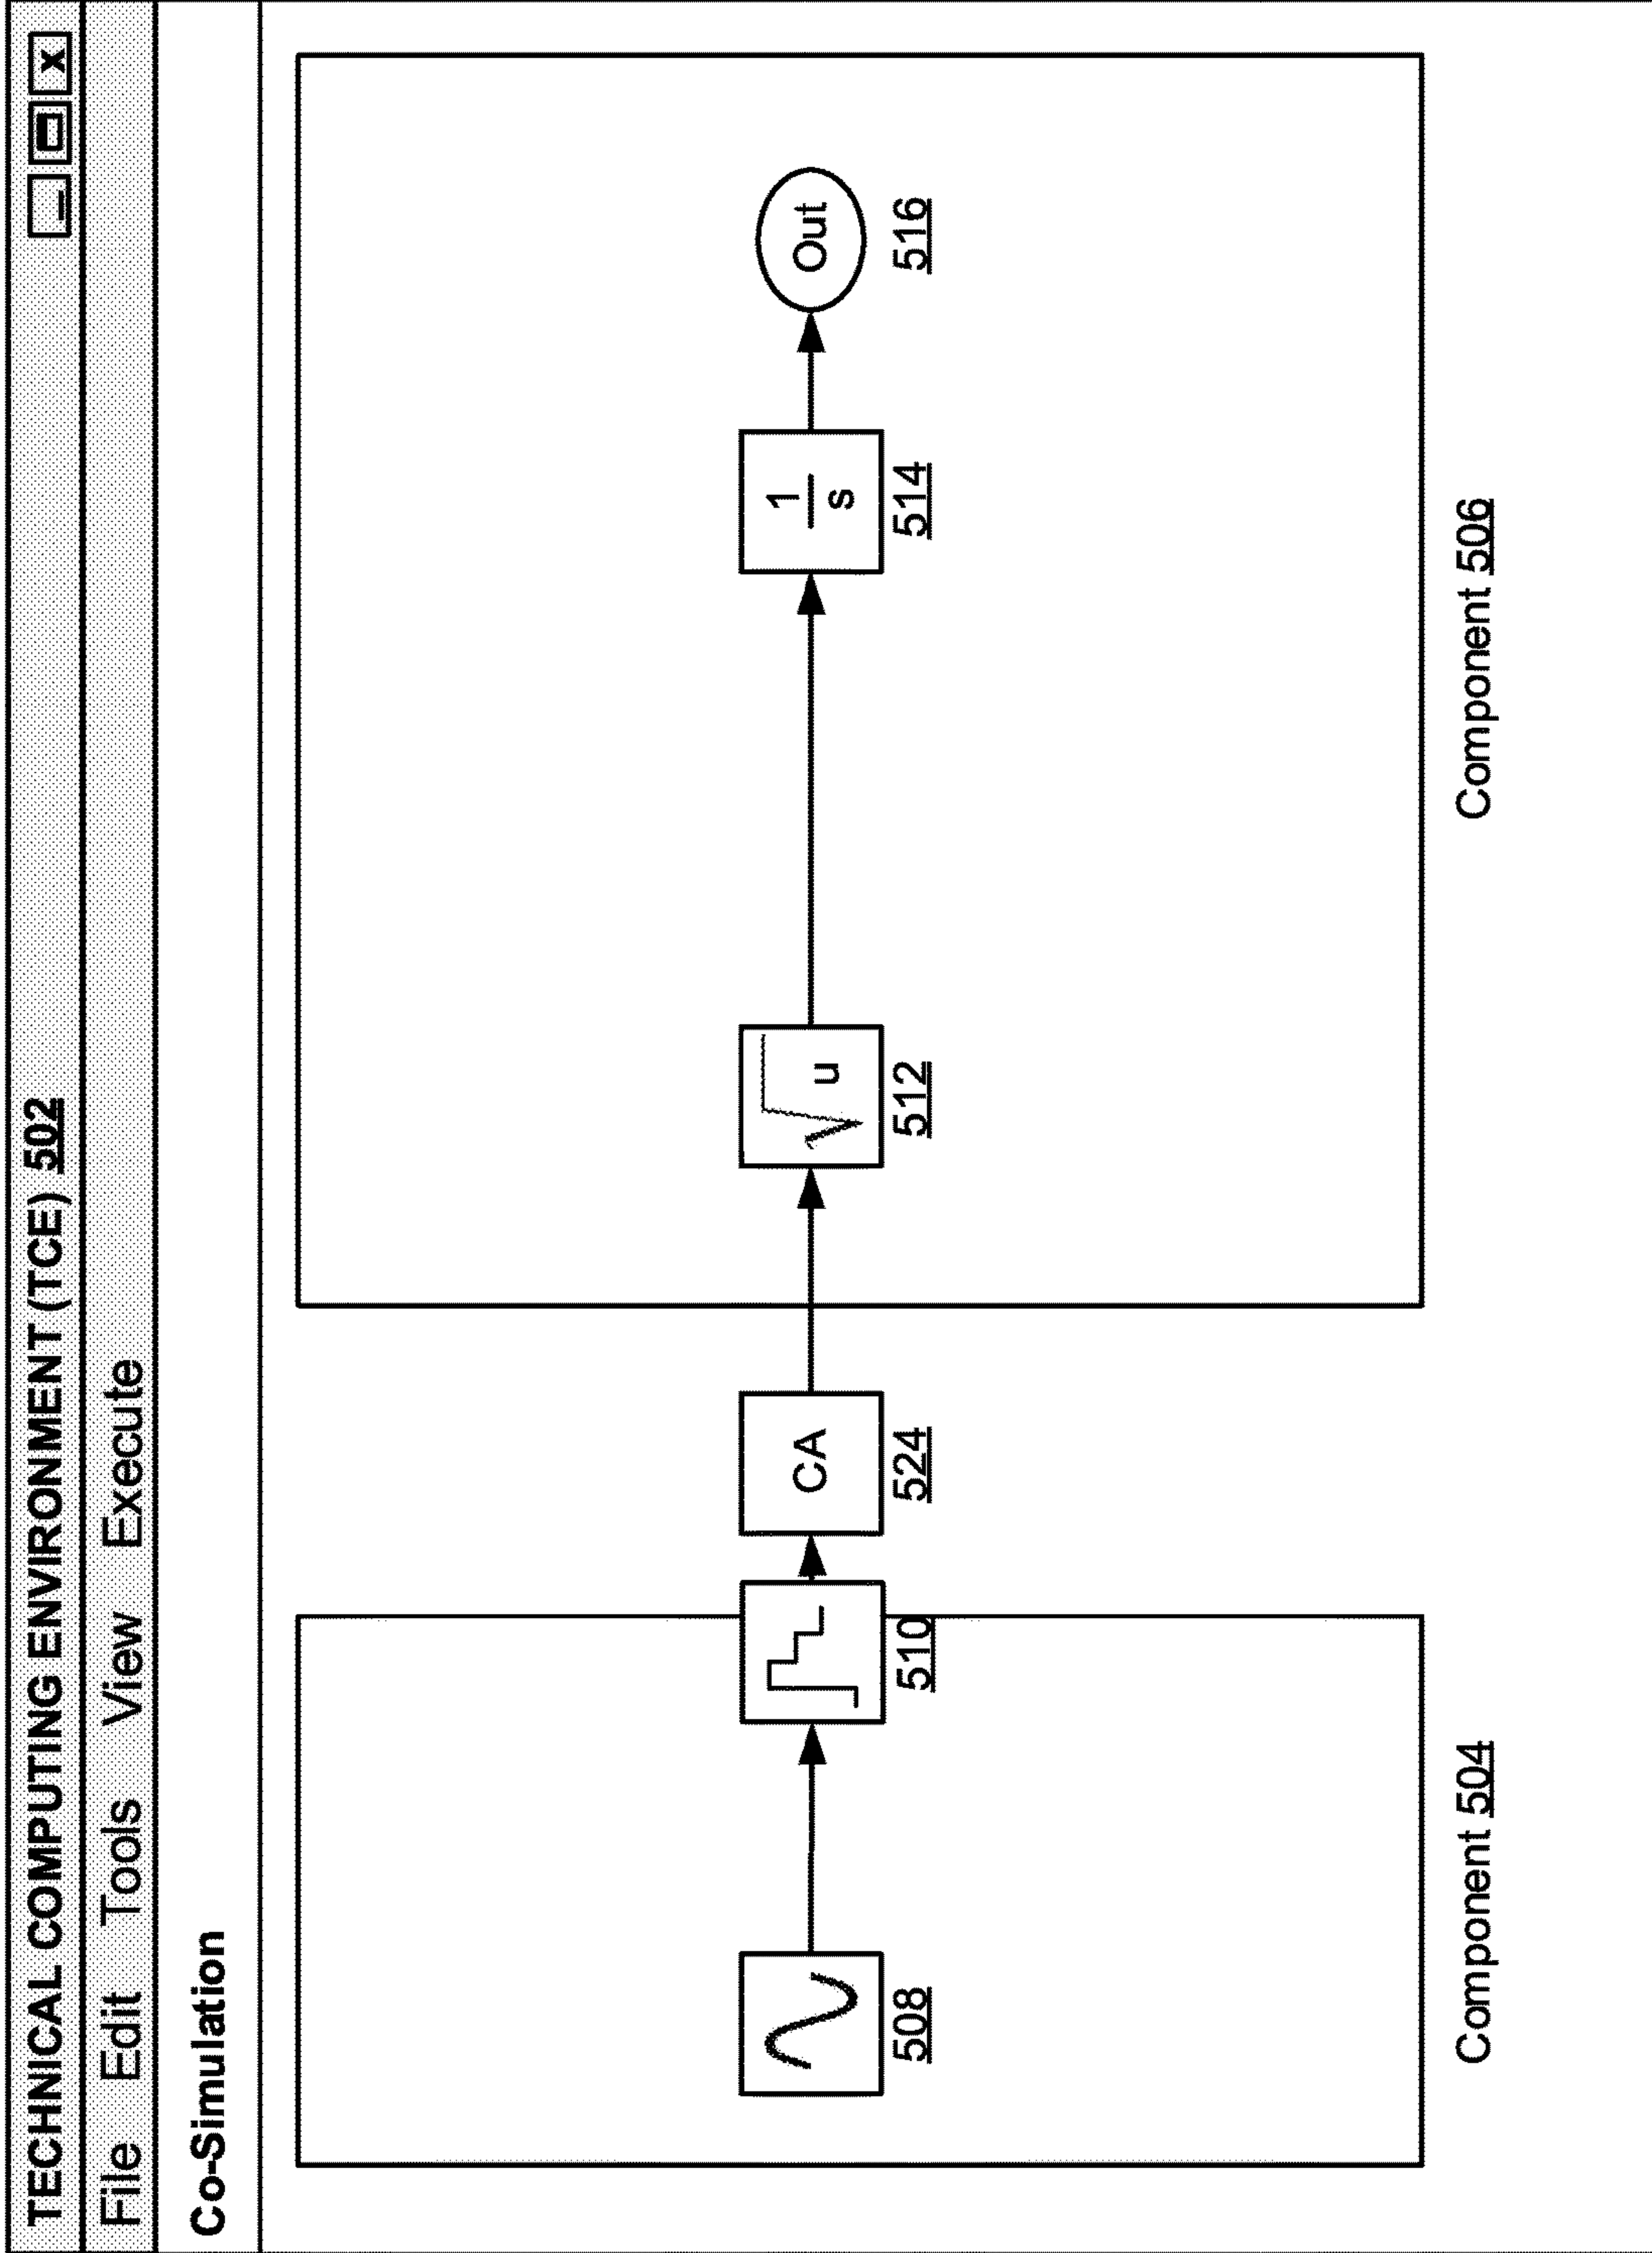 TECHNICAL COMPUTING ENVIRONMENT (TCE) 502
_ X
File Edit Tools View Execute
Co-Simulation
508
510
CA
524
√u
512
1
s
514
Out
516
Component 504
Component 506